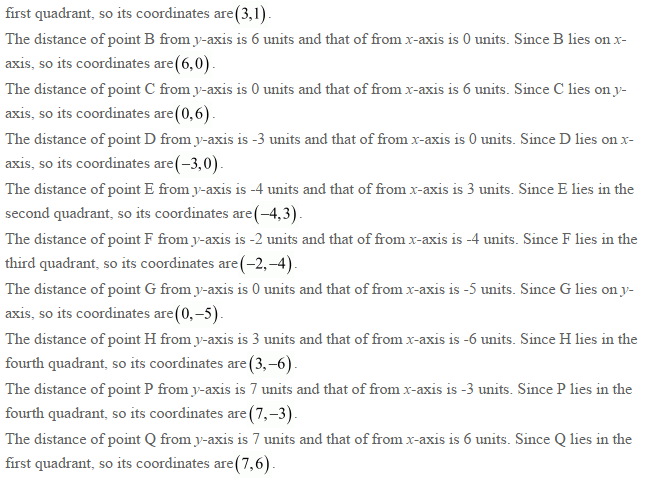 first quadrant, so its coordinates are(3,1).
The distance of point B from y-axis is 6 units and that of from x-axis is 0 units. Since B lies on x-
axis, so its coordinates are(6,0).
The distance of point C from y-axis is 0 units and that of from x-axis is 6 units. Since C lies on y-
axis, so its coordinates are(0,6).
The distance of point D from y-axis is -3 units and that of from x-axis is 0 units. Since D lies on x-
axis, so its coordinates are(−3,0).
The distance of point E from y-axis is -4 units and that of from x-axis is 3 units. Since E lies in the
second quadrant, so its coordinates are(−4,3).
The distance of point F from y-axis is -2 units and that of from x-axis is -4 units. Since F lies in the
third quadrant, so its coordinates are(−2,−4).
The distance of point G from y-axis is 0 units and that of from x-axis is -5 units. Since G lies on y-
axis, so its coordinates are(0,−5).
The distance of point H from y-axis is 3 units and that of from x-axis is -6 units. Since H lies in the
fourth quadrant, so its coordinates are(3,−6).
The distance of point P from y-axis is 7 units and that of from x-axis is -3 units. Since P lies in the
fourth quadrant, so its coordinates are(7,−3).
The distance of point Q from y-axis is 7 units and that of from x-axis is 6 units. Since Q lies in the
first quadrant, so its coordinates are(7,6).